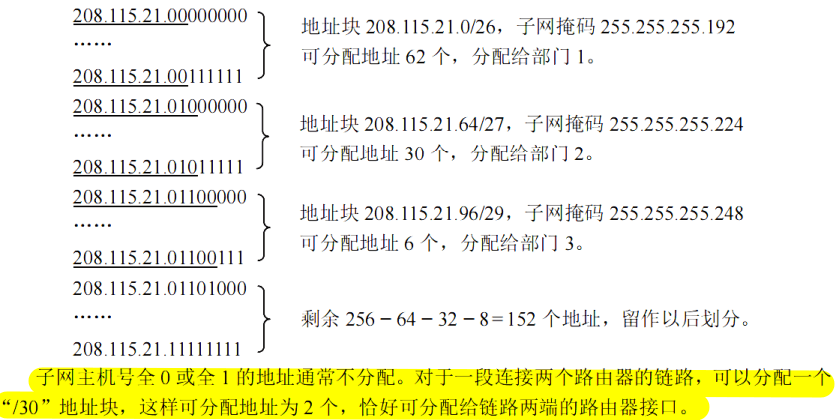 208.115.21.00000000
……
208.115.21.00111111
地址块 208.115.21.0/26，子网掩码 255.255.255.192
可分配地址 62 个，分配给部门 1。
208.115.21.01000000
……
208.115.21.01011111
地址块 208.115.21.64/27，子网掩码 255.255.255.224
可分配地址 30 个，分配给部门 2。
208.115.21.01100000
……
208.115.21.01100111
地址块 208.115.21.96/29，子网掩码 255.255.255.248
可分配地址 6 个，分配给部门 3。
208.115.21.01101000
……
208.115.21.11111111
剩余 256－64－32－8=152 个地址，留作以后划分。
子网主机号全 0 或全 1 的地址通常不分配。对于一段连接两个路由器的链路，可以分配一个
“/30”地址块，这样可分配地址为 2 个，恰好可分配给链路两端的路由器接口。